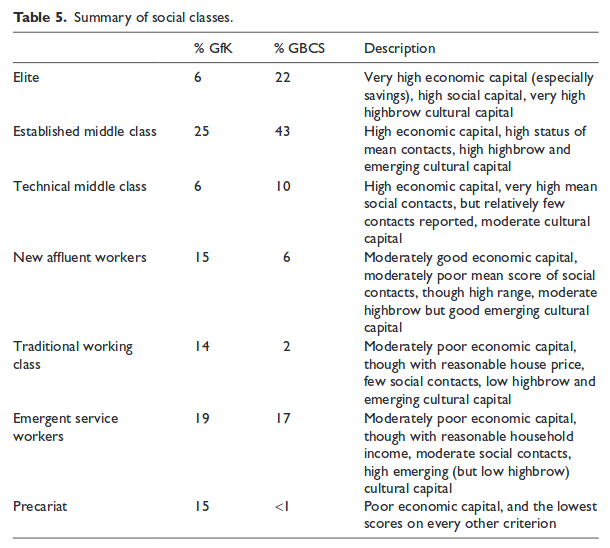 Table 5. Summary of social classes.
% GfK % GBCS Description
Elite 6 22 Very high economic capital (especially
savings), high social capital, very high
highbrow cultural capital
Established middle class 25 43 High economic capital, high status of
mean contacts, high highbrow and
emerging cultural capital
Technical middle class 6 10 High economic capital, very high mean
social contacts, but relatively few
contacts reported, moderate cultural
capital
New affluent workers 15 6 Moderately good economic capital,
moderately poor mean score of social
contacts, though high range, moderate
highbrow but good emerging cultural
capital
Traditional working 14 2 Moderately poor economic capital,
class though with reasonable house price,
few social contacts, low highbrow and
emerging cultural capital
Emergent service 19 17 Moderately poor economic capital,
workers though with reasonable household
income, moderate social contacts,
high emerging (but low highbrow)
cultural capital
Precariat 15 <1 Poor economic capital, and the lowest
scores on every other criterion